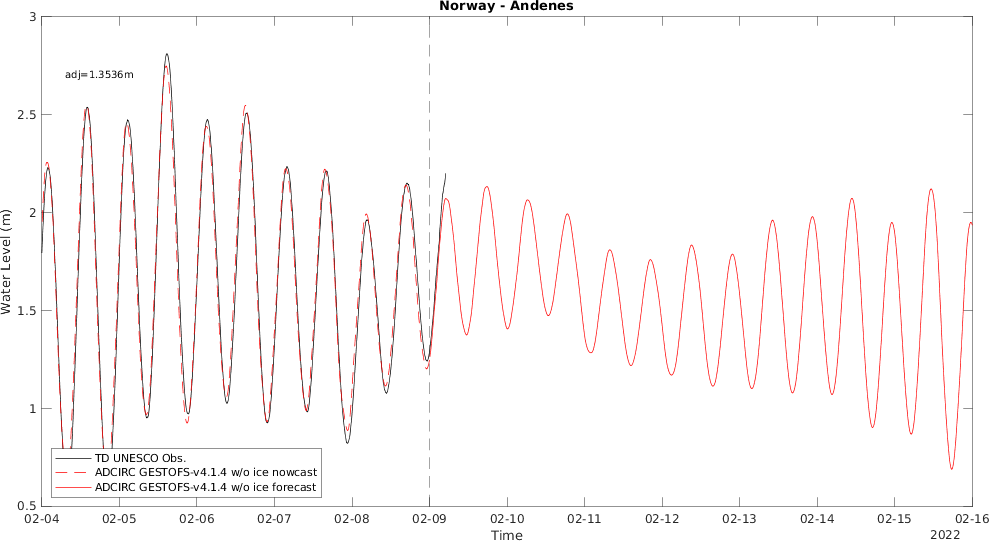 Norway - Andenes
adj=1.3536m
3
2.5
2
1.5
1
0.5
Water Level (m)
TD UNESCO Obs.
ADCIRC GESTOFS-v4.1.4 w/o ice nowcast
ADCIRC GESTOFS-v4.1.4 w/o ice forecast
02-04 02-05 02-06 02-07 02-08 02-09 02-10 02-11 02-12 02-13 02-14 02-15 02-16
Time
2022